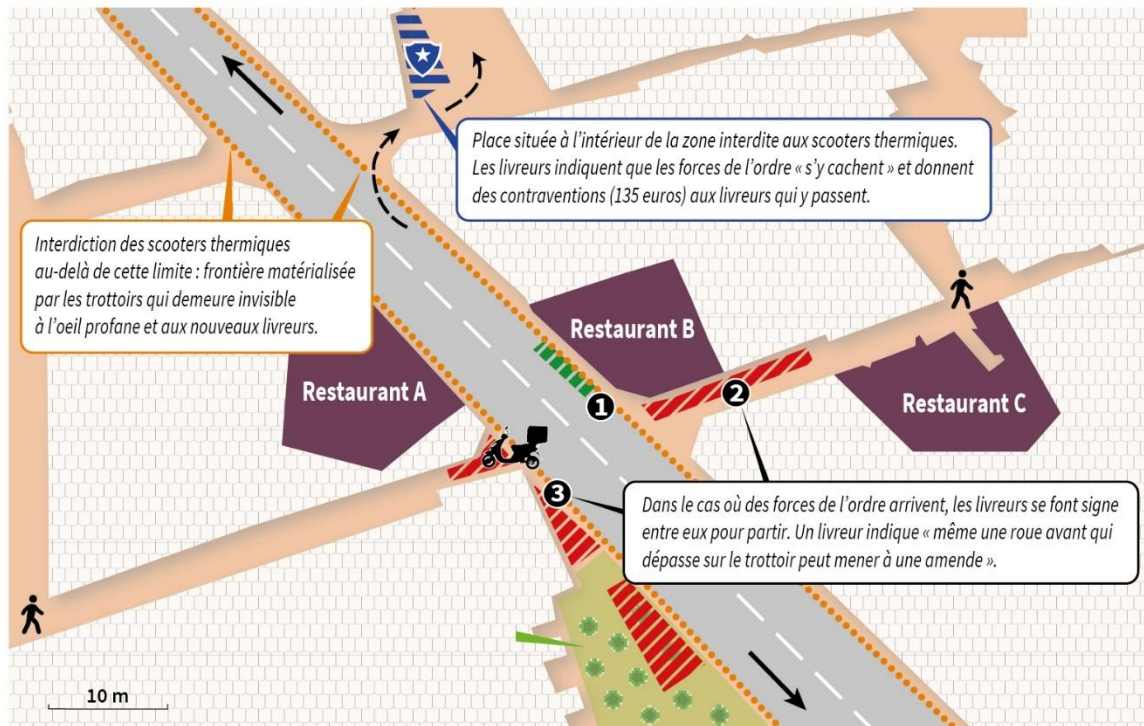 Place située à l’intérieur de la zone interdite aux scooters thermiques.
Les livreurs indiquent que les forces de l’ordre « s’y cachent » et donnent
des contraventions (135 euros) aux livreurs qui y passent.
Interdiction des scooters thermiques
au-delà de cette limite : frontière matérialisée
par les trottoirs qui demeure invisible
à l’oeil profane et aux nouveaux livreurs.
Restaurant B
Restaurant A
Restaurant C
1
2
3
Dans le cas où des forces de l’ordre arrivent, les livreurs se font signe
entre eux pour partir. Un livreur indique « même une roue avant qui
dépasse sur le trottoir peut mener à une amende ».
10 m